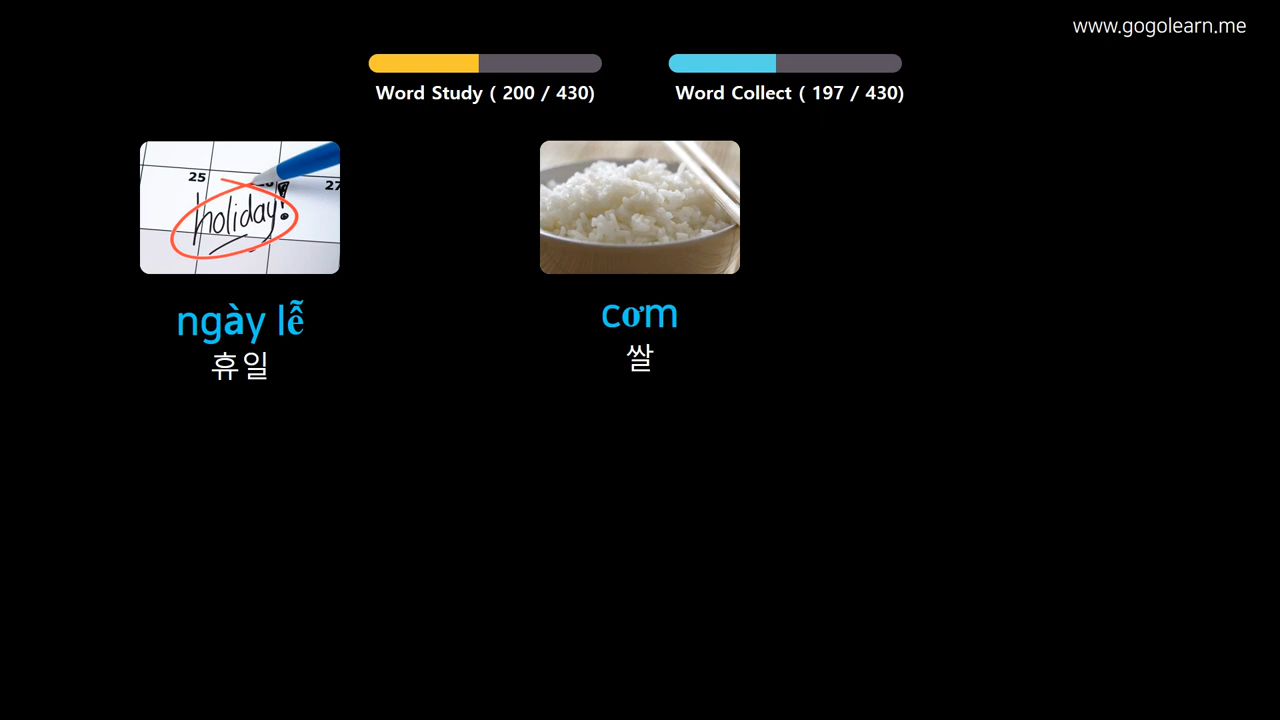 www.gogolearn.me
Word Study ( 200 / 430)
Word Collect ( 197 / 430)
25
27
holiday!
ngày lễ
휴일
cơm
쌀